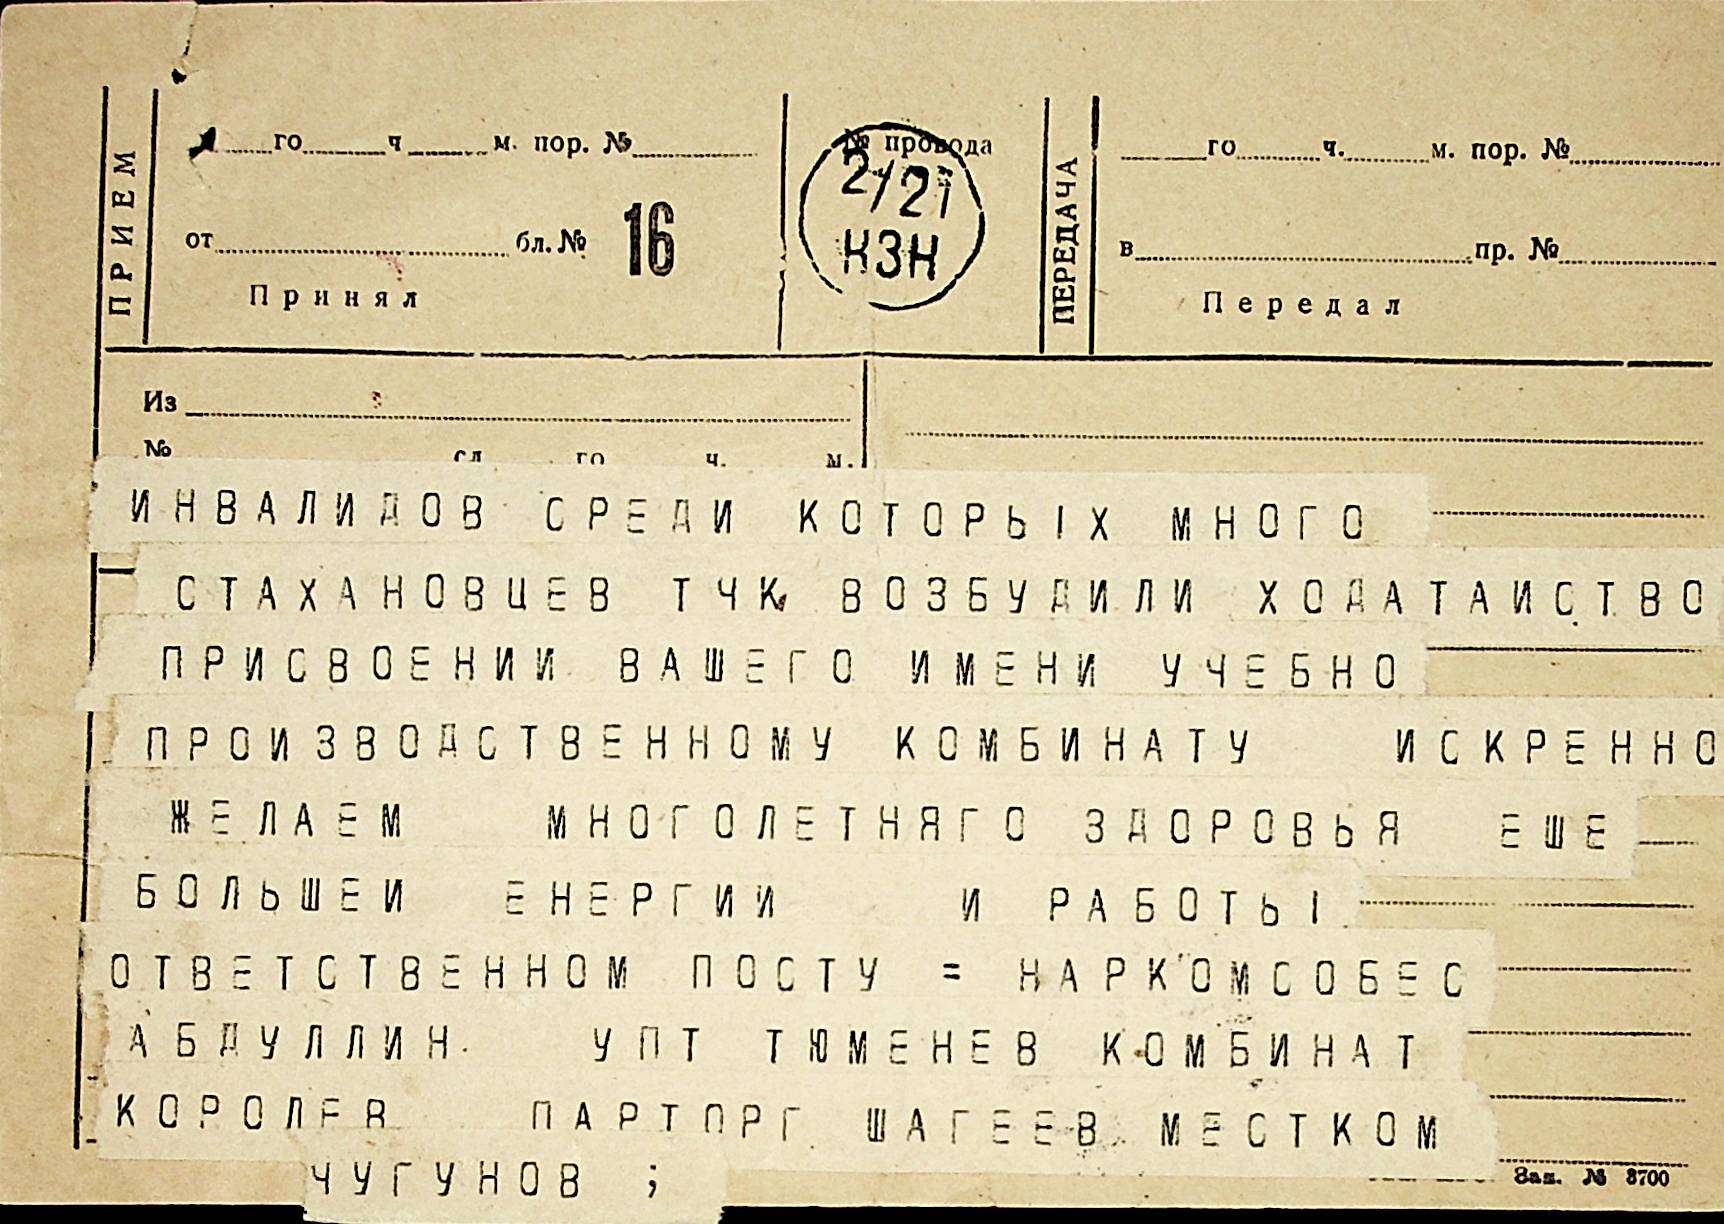 го ч м. пор. №
№ провода
го ч. м. пор. №
ПРИЕМ
2/21
КЗН
ПЕРЕДАЧА
от бл. № 16
в пр. №
Принял
Передал
Из
№ сл го ч. м.
ИНВАЛИДОВ СРЕДИ КОТОРЫХ МНОГО
СТАХАНОВЦЕВ ТЧК ВОЗБУДИЛИ ХОДАТАИСТВО
ПРИСВОЕНИИ ВАШЕГО ИМЕНИ УЧЕБНО
ПРОИЗВОДСТВЕННОМУ КОМБИНАТУ ИСКРЕННО
ЖЕЛАЕМ МНОГОЛЕТНЯГО ЗДОРОВЬЯ ЕШЕ
БОЛЬШЕИ ЕНЕРГИИ И РАБОТЫ
ОТВЕТСТВЕННОМ ПОСТУ = НАРКОМСОБЕС
АБДУЛЛИН УПТ ТЮМЕНЕВ КОМБИНАТ
КОРОЛЕВ ПАРТОРГ ШАГЕЕВ МЕСТКОМ
ЧУГУНОВ ;
Зак. № 3700